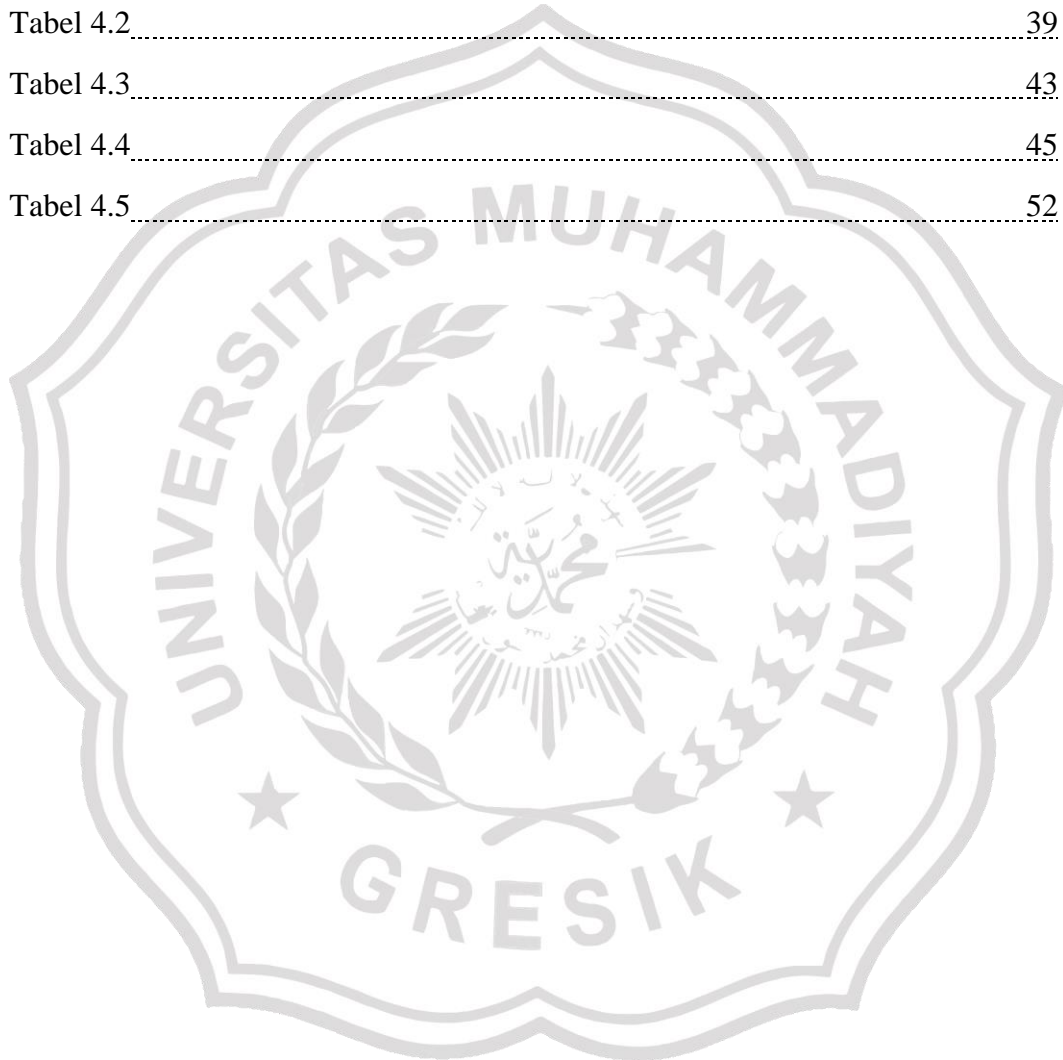 Tabel 4.2 39
Tabel 4.3 43
Tabel 4.4 45
Tabel 4.5 52
UNIVERSITAS MUHAMMADIYAH
محمد
GRESIK